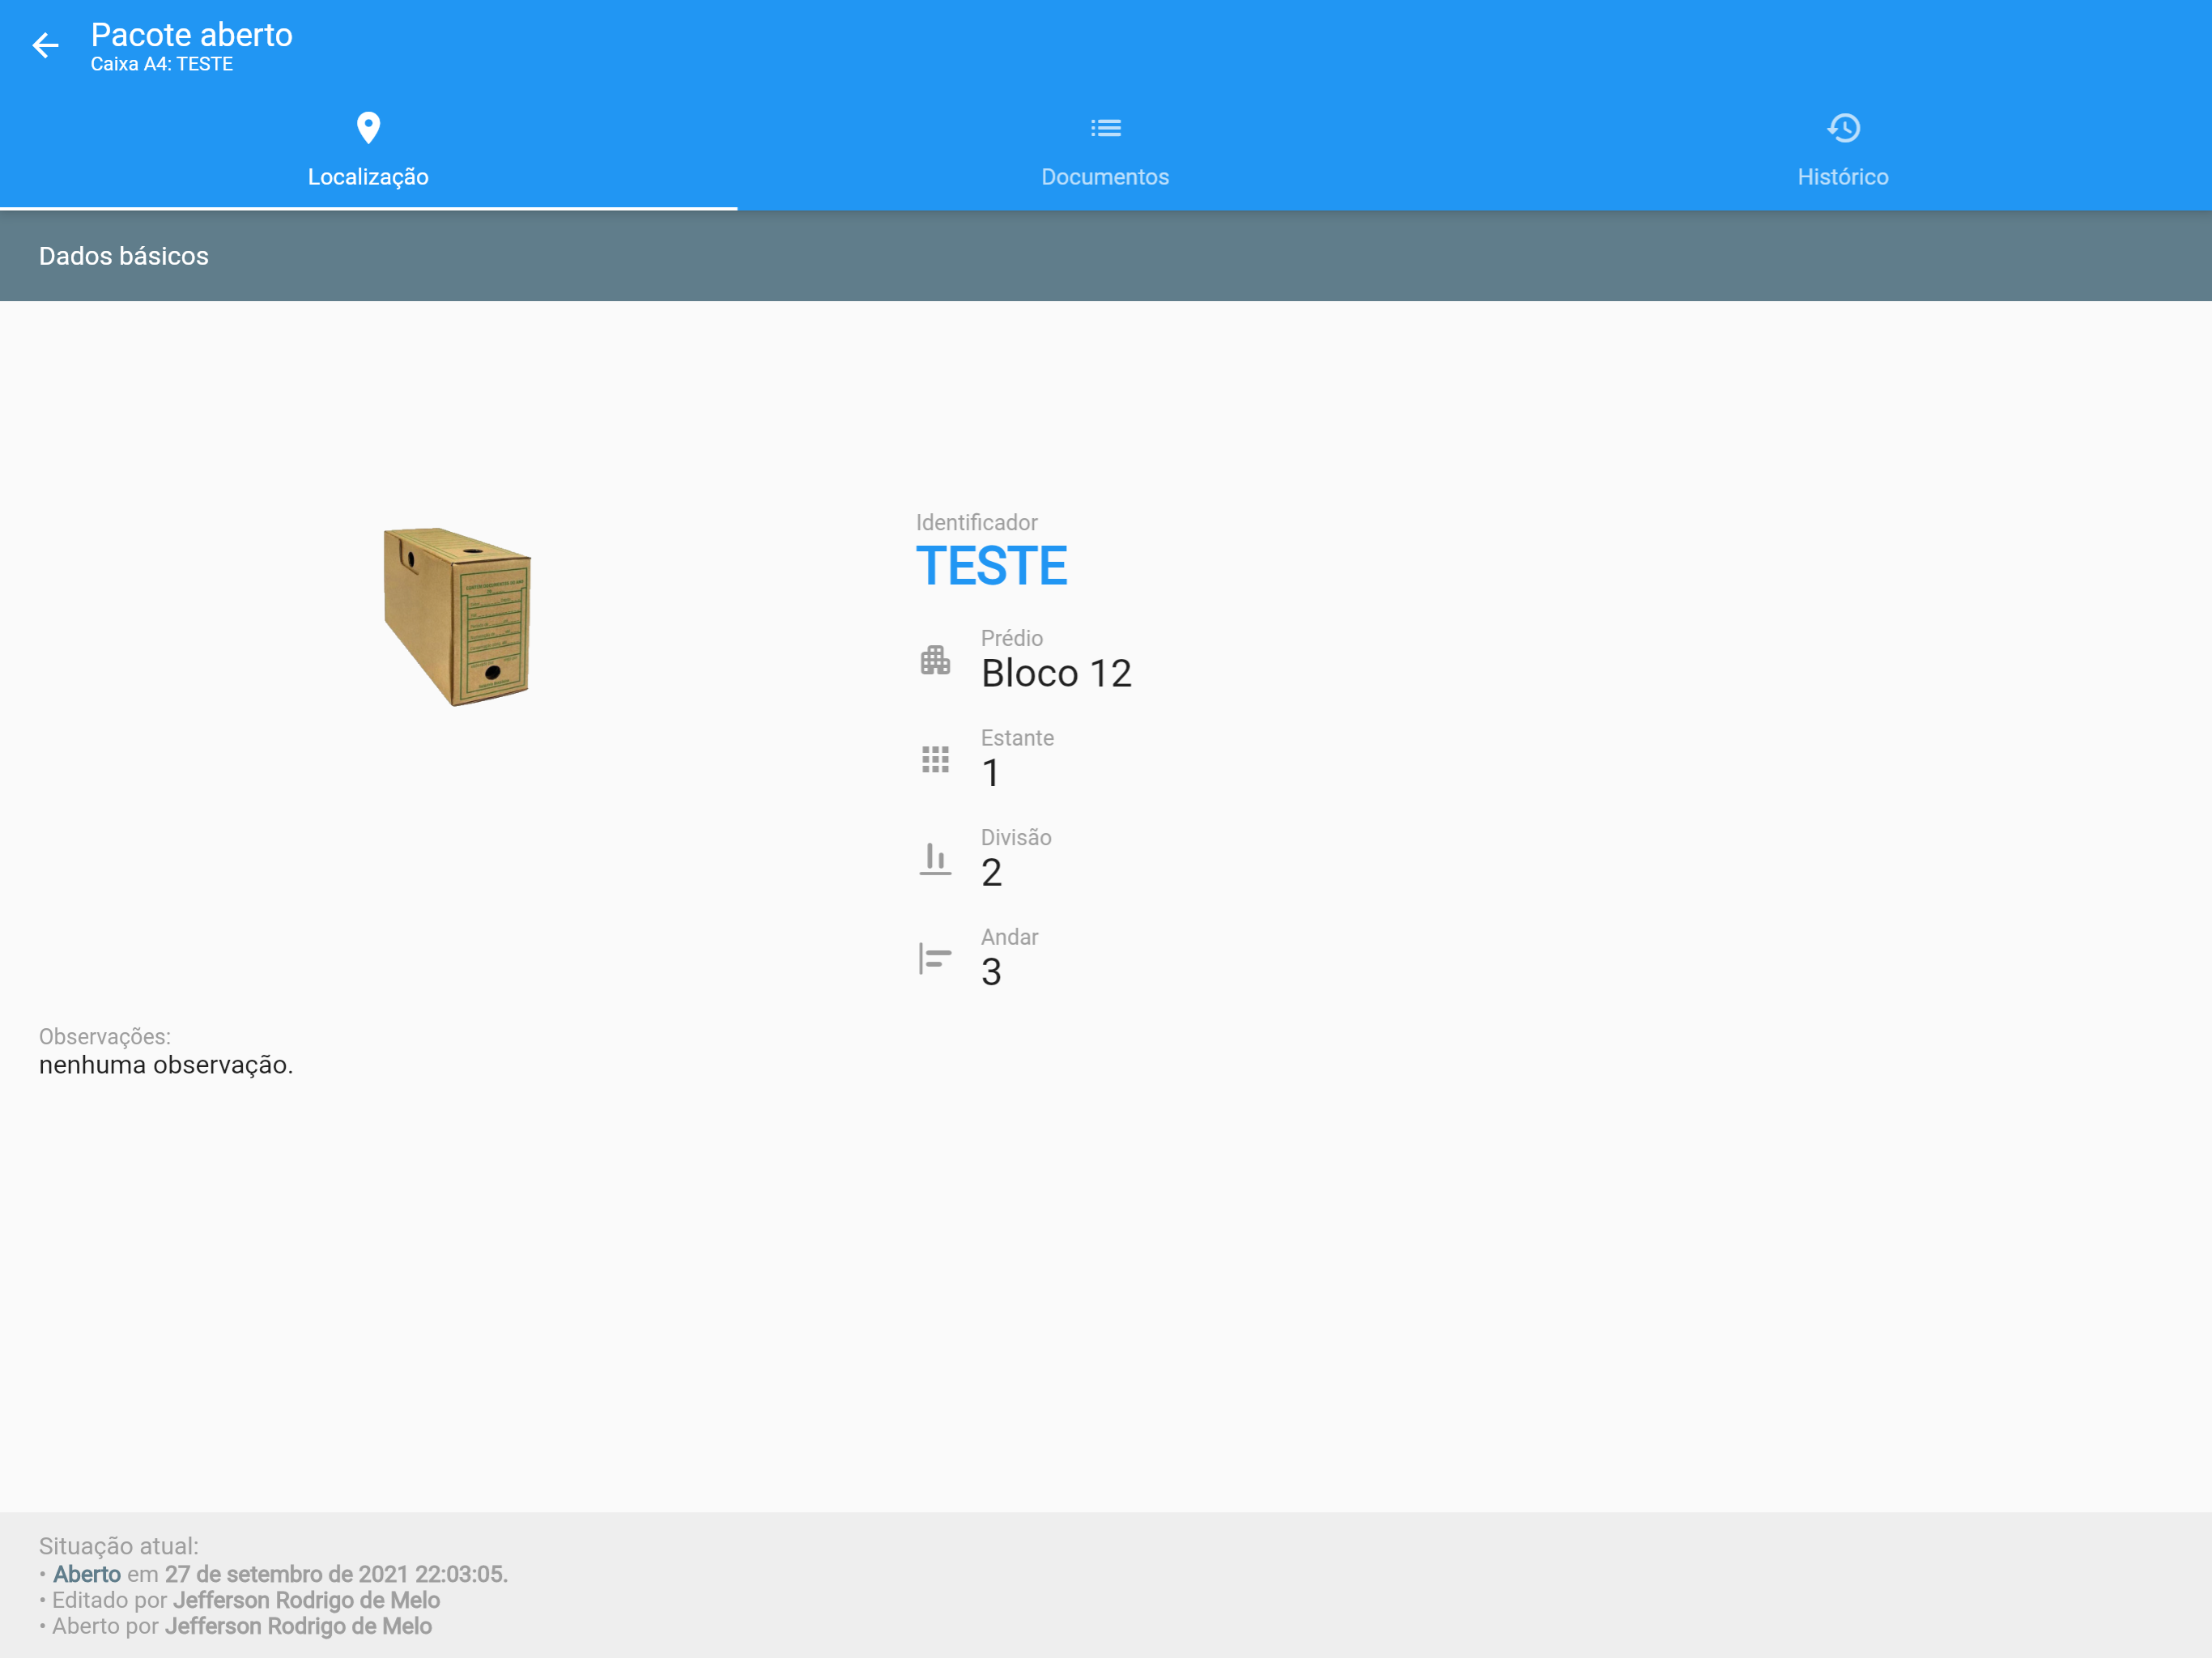 Pacote aberto
Caixa A4: TESTE
Localização
Documentos
Histórico
Dados básicos
Identificador
TESTE
Prédio
Bloco 12
Estante
1
Divisão
2
Andar
3
Observações:
nenhuma observação.
Situação atual:
• Aberto em 27 de setembro de 2021 22:03:05.
• Editado por Jefferson Rodrigo de Melo
• Aberto por Jefferson Rodrigo de Melo